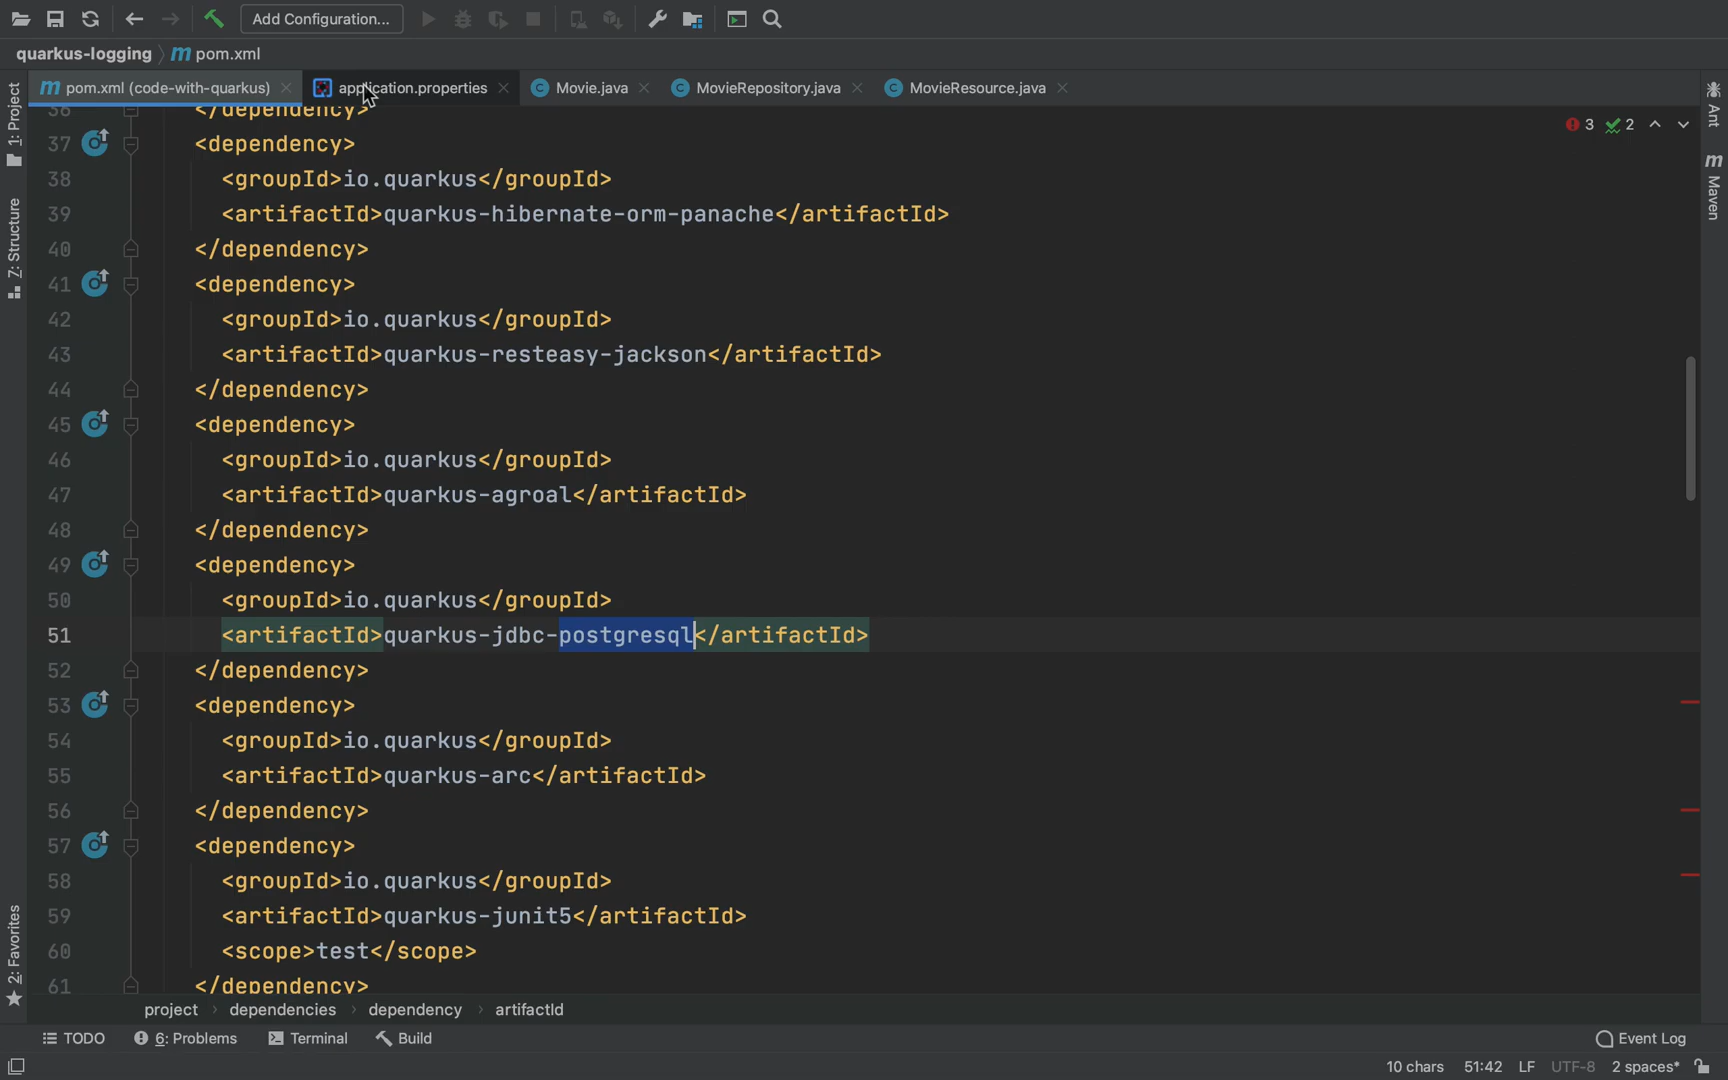 Add Configuration...
quarkus-logging
m pom.xml
m pom.xml (code-with-quarkus)
application.properties
C Movie.java
C MovieRepository.java
C MovieResource.java
1: Project
Z: Structure
2: Favorites
Ant
m Maven
3 2
36 </dependency>
37 <dependency>
38 <groupId>io.quarkus</groupId>
39 <artifactId>quarkus-hibernate-orm-panache</artifactId>
40 </dependency>
41 <dependency>
42 <groupId>io.quarkus</groupId>
43 <artifactId>quarkus-resteasy-jackson</artifactId>
44 </dependency>
45 <dependency>
46 <groupId>io.quarkus</groupId>
47 <artifactId>quarkus-agroal</artifactId>
48 </dependency>
49 <dependency>
50 <groupId>io.quarkus</groupId>
51 <artifactId>quarkus-jdbc-postgresql</artifactId>
52 </dependency>
53 <dependency>
54 <groupId>io.quarkus</groupId>
55 <artifactId>quarkus-arc</artifactId>
56 </dependency>
57 <dependency>
58 <groupId>io.quarkus</groupId>
59 <artifactId>quarkus-junit5</artifactId>
60 <scope>test</scope>
61 </dependency>
project dependencies dependency artifactId
TODO 6: Problems Terminal Build Event Log
10 chars 51:42 LF UTF-8 2 spaces*